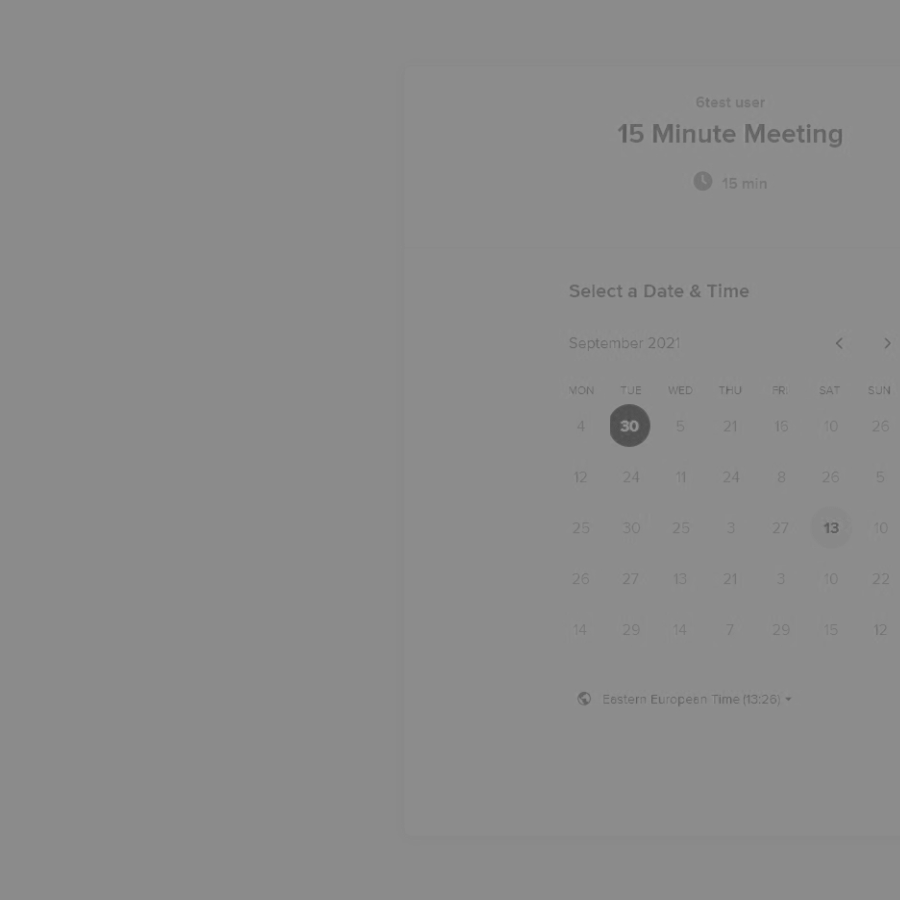 6test user
15 Minute Meeting
15 min
Select a Date & Time
September 2021
MON TUE WED THU FRI SAT SUN
4 30 5 21 16 10 26
12 24 11 24 8 26 5
25 30 25 3 27 13 10
26 27 13 21 3 10 22
14 29 14 7 29 15 12
Eastern European Time (13:26)